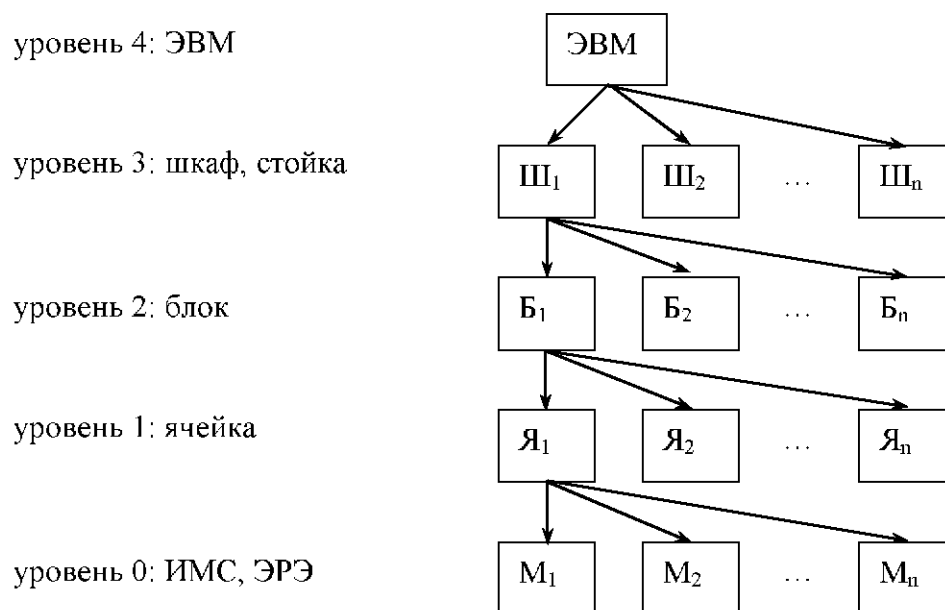 уровень 4: ЭВМ
ЭВМ
уровень 3: шкаф, стойка
Ш₁ Ш₂ ... Шₙ
уровень 2: блок
Б₁ Б₂ ... Бₙ
уровень 1: ячейка
Я₁ Я₂ ... Яₙ
уровень 0: ИМС, ЭРЭ
М₁ М₂ ... Мₙ